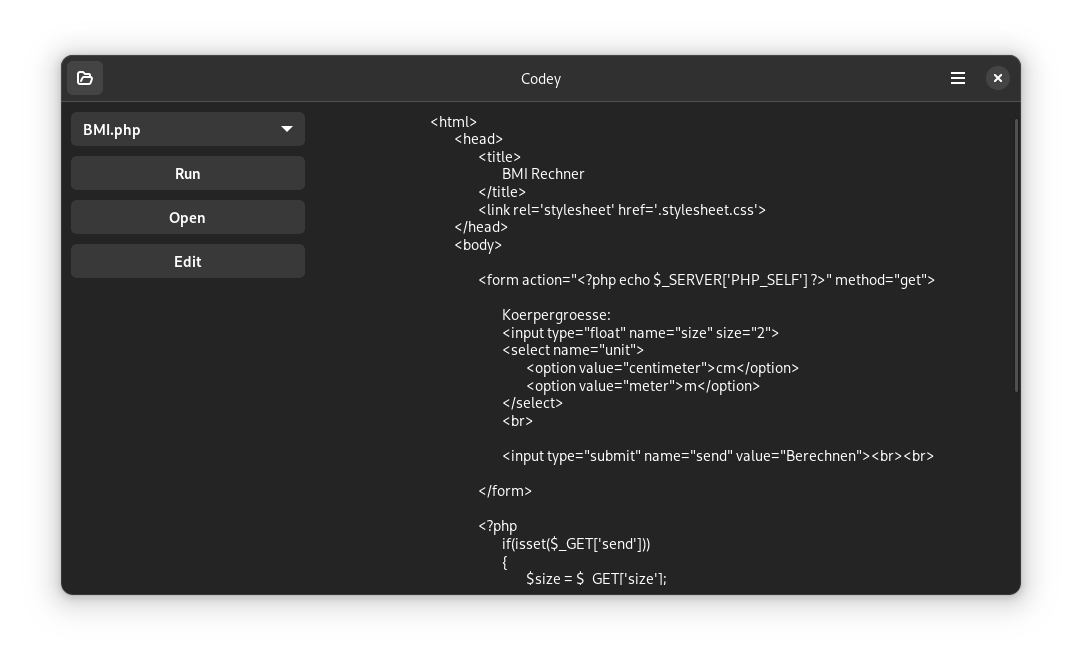 Codey
BMI.php
Run
Open
Edit
<html>
<head>
<title>
BMI Rechner
</title>
<link rel='stylesheet' href='.stylesheet.css'>
</head>
<body>
<form action="<?php echo $_SERVER['PHP_SELF'] ?>" method="get">
Koerpergroesse:
<input type="float" name="size" size="2">
<select name="unit">
<option value="centimeter">cm</option>
<option value="meter">m</option>
</select>
<br>
<input type="submit" name="send" value="Berechnen"><br><br>
</form>
<?php
if(isset($_GET['send']))
{
$size = $_GET['size'];